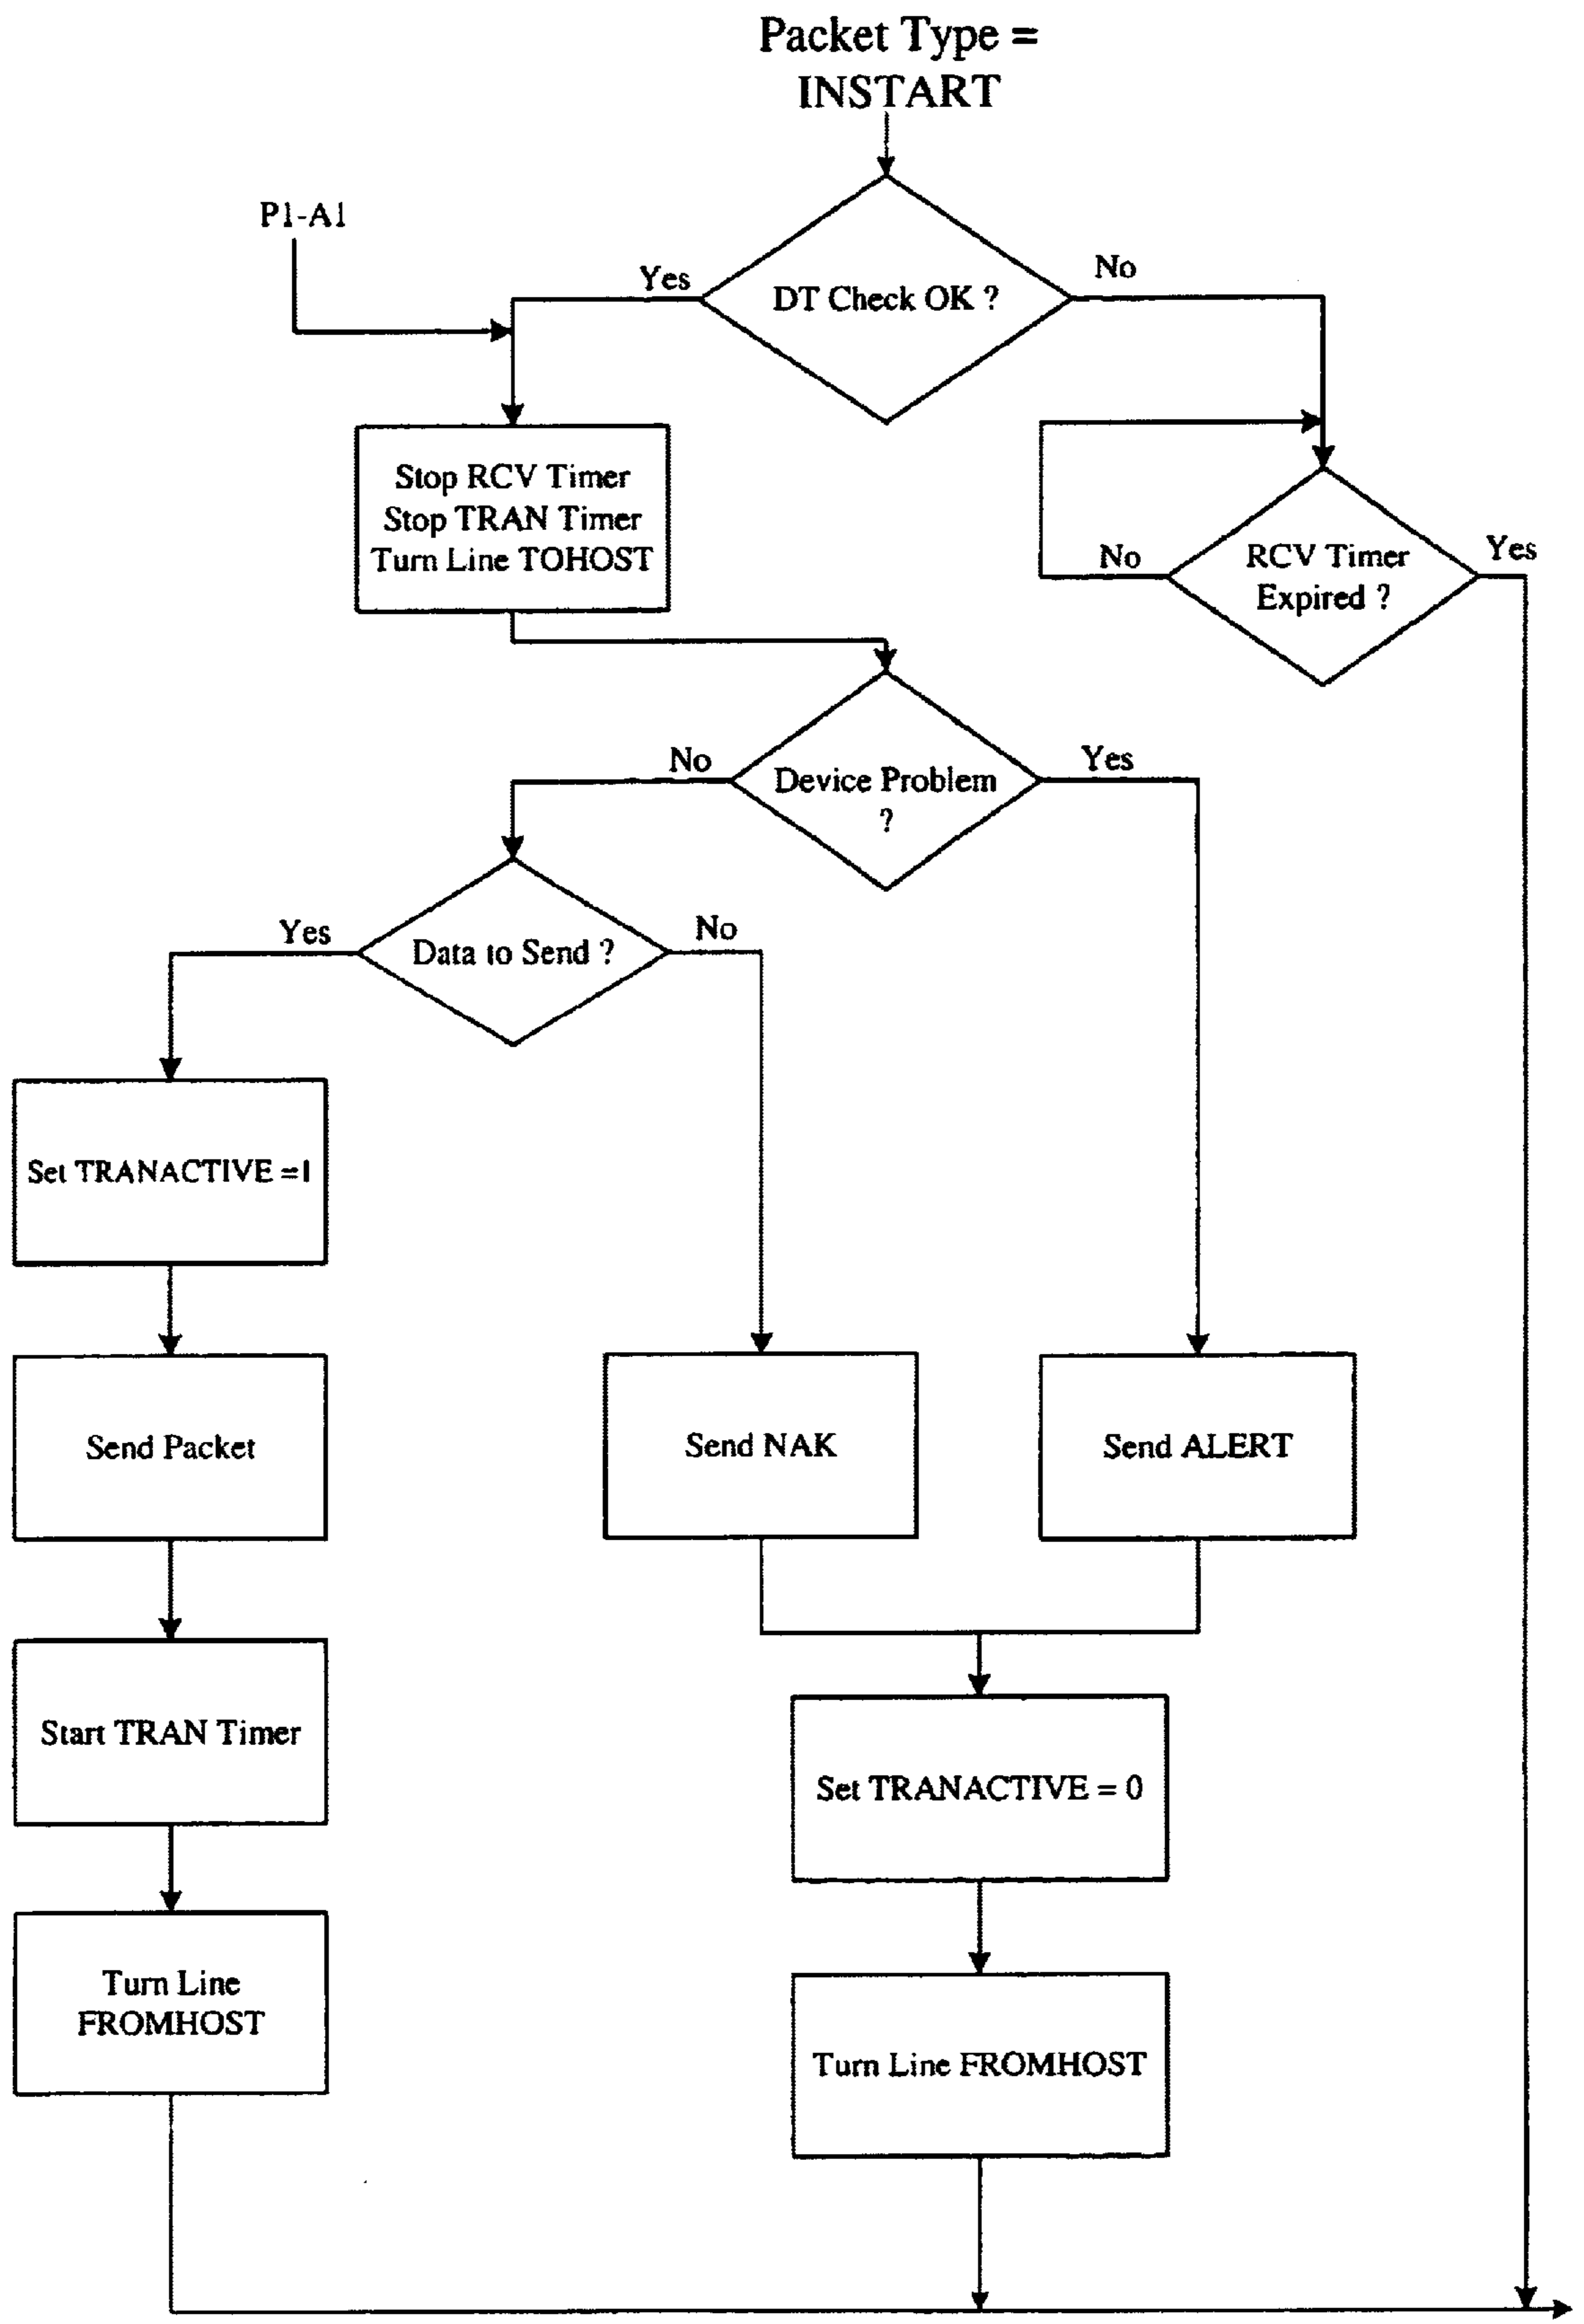 Packet Type =
INSTART
P1-A1
Yes
DT Check OK ?
No
Stop RCV Timer
Stop TRAN Timer
Turn Line TOHOST
No
RCV Timer
Expired ?
Yes
No
Device Problem
?
Yes
Yes
Data to Send ?
No
Set TRANACTIVE =1
Send Packet
Send NAK
Send ALERT
Start TRAN Timer
Set TRANACTIVE = 0
Turn Line
FROMHOST
Turn Line FROMHOST